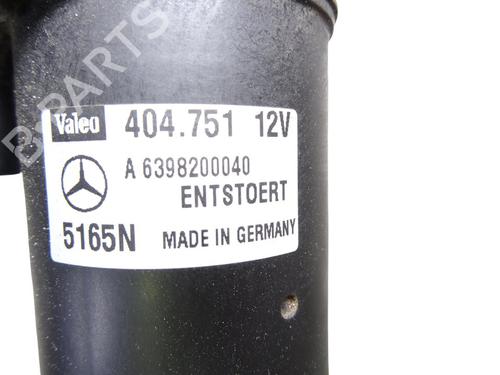 B-PARTS
Valeo 404.751 12V
A 6398200040
ENTSTOERT
5165N MADE IN GERMANY